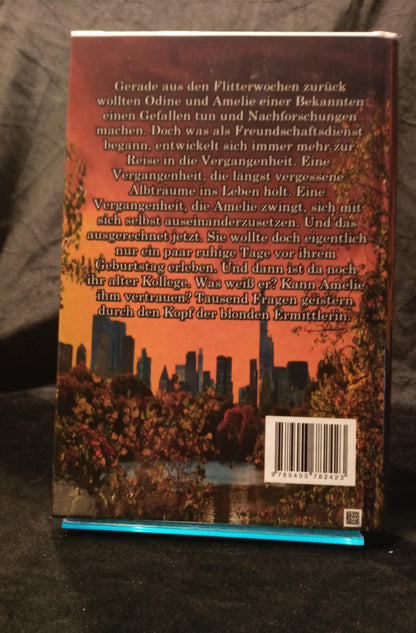 Gerade aus den Flitterwochen zurück
wollten Odine und Amelie einer Bekannten
einen Gefallen tun und Nachforschungen
machen. Doch was als Freundschaftsdienst
begann, entwickelt sich immer mehr zur
Reise in die Vergangenheit. Eine
Vergangenheit, die längst vergessene
Albträume ins Leben holt. Eine
Vergangenheit, die Amelie zwingt, sich mit
sich selbst auseinanderzusetzen. Und das
ausgerechnet jetzt. Sie wollte doch eigentlich
nur ein paar ruhige Tage vor ihrem
Geburtstag erleben. Und dann ist da noch
ihr alter Kollege. Was weiß er? Kann Amelie
ihm vertrauen? Tausend Fragen geistern
durch den Kopf der blonden Ermittlerin.
9789403782423